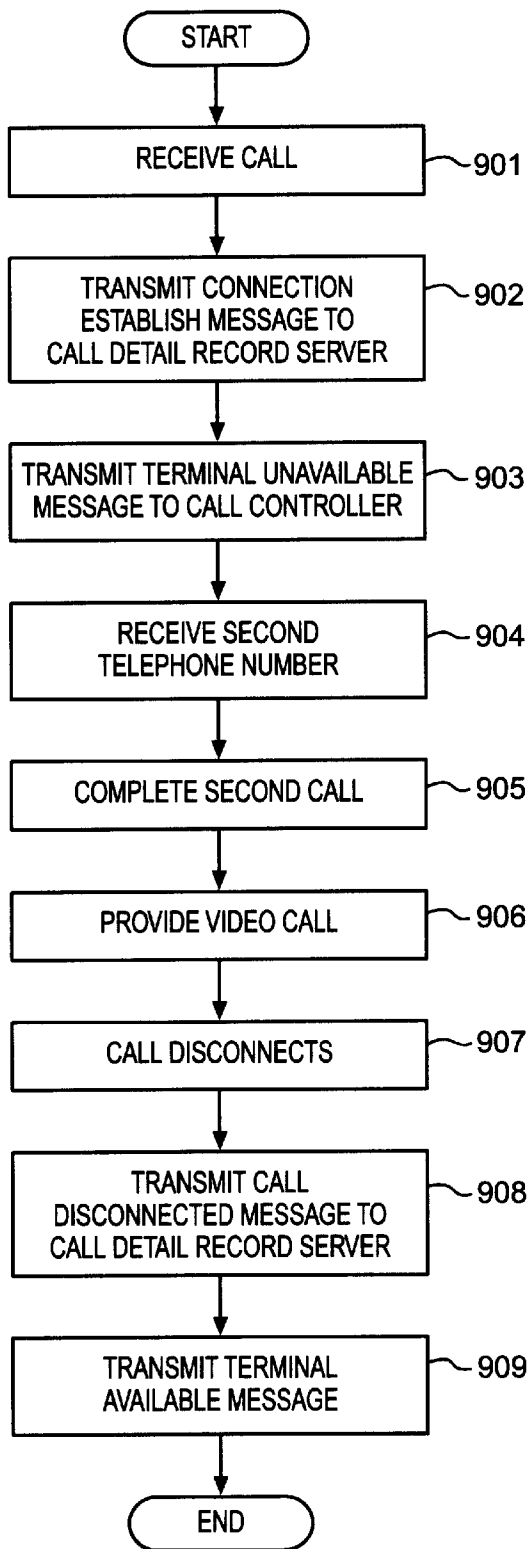 START
RECEIVE CALL
901
TRANSMIT CONNECTION
ESTABLISH MESSAGE TO
CALL DETAIL RECORD SERVER
902
TRANSMIT TERMINAL UNAVAILABLE
MESSAGE TO CALL CONTROLLER
903
RECEIVE SECOND
TELEPHONE NUMBER
904
COMPLETE SECOND CALL
905
PROVIDE VIDEO CALL
906
CALL DISCONNECTS
907
TRANSMIT CALL
DISCONNECTED MESSAGE TO
CALL DETAIL RECORD SERVER
908
TRANSMIT TERMINAL
AVAILABLE MESSAGE
909
END